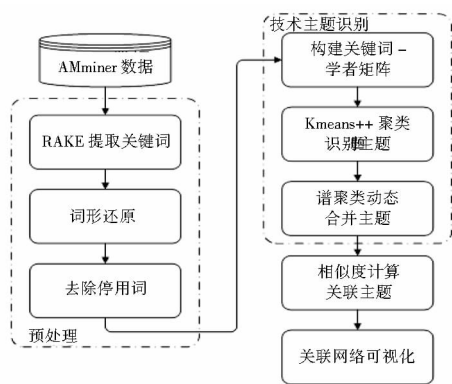 AMminer 数据
RAKE 提取关键词
词形还原
去除停用词
预处理
技术主题识别
构建关键词 –
学者矩阵
Kmeans++ 聚类
识别主题
谱聚类动态
合并主题
相似度计算
关联主题
关联网络可视化